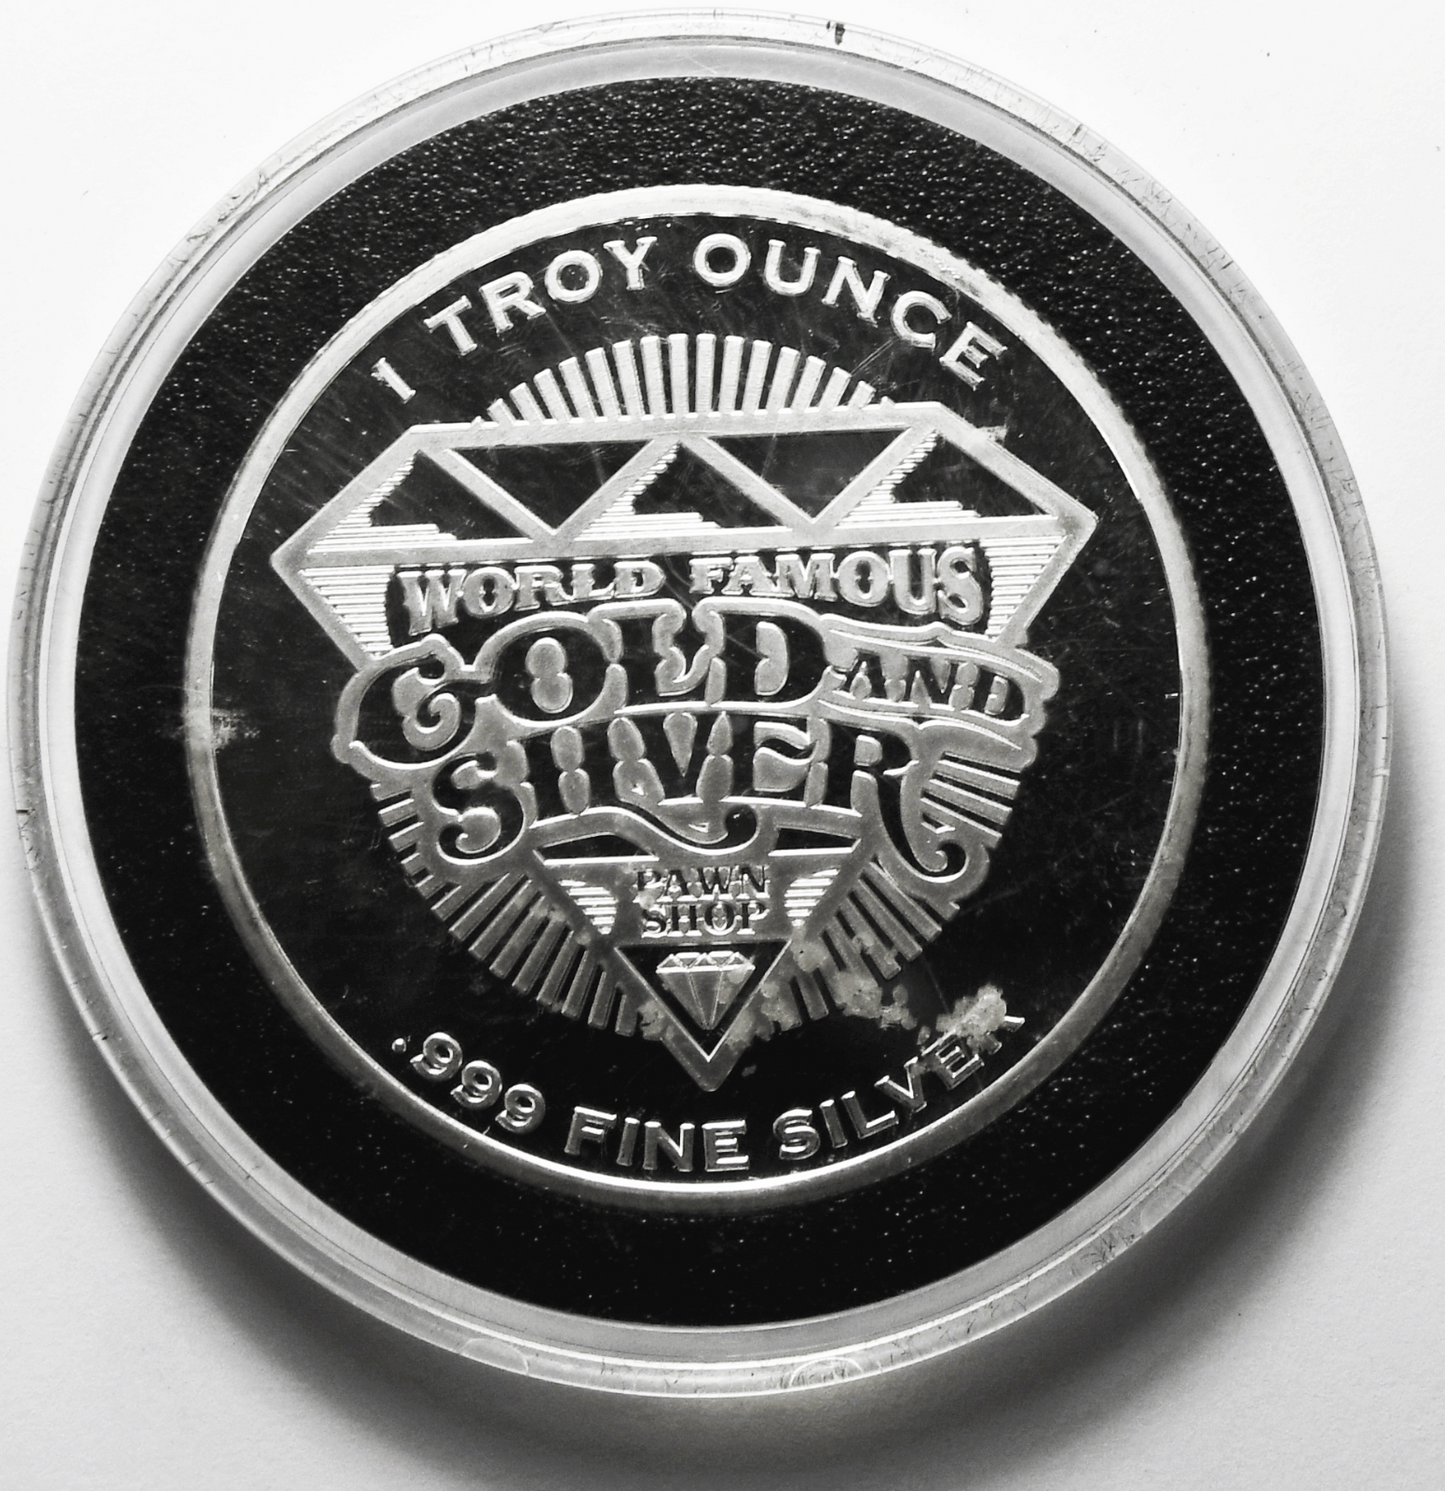 1 TROY OUNCE
WORLD FAMOUS
GOLD AND
SILVER
PAWN
SHOP
.999 FINE SILVER